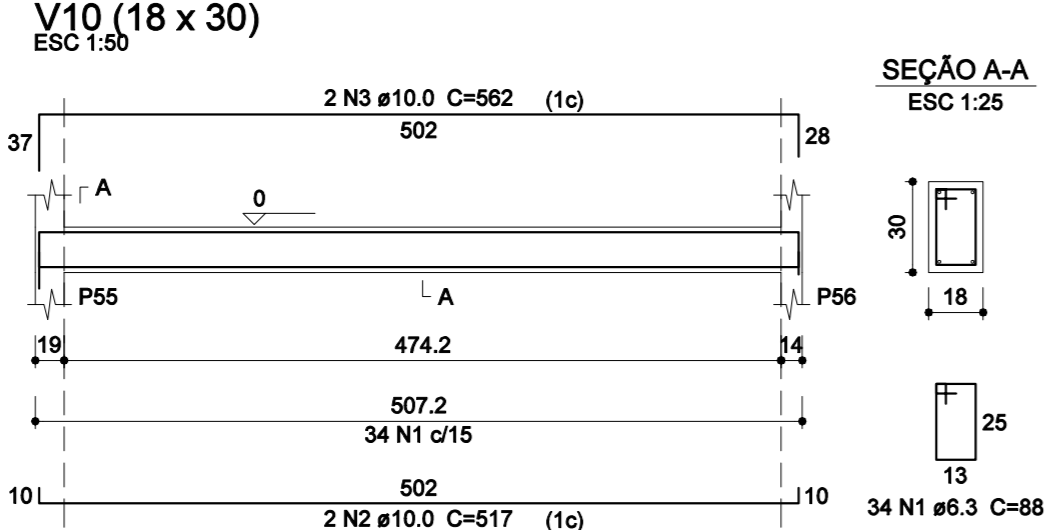 V10 (18 x 30)
ESC 1:50
SEÇÃO A-A
ESC 1:25
2 N3 ø10.0 C=562 (1c)
502
37
28
A
0
30
A
P55
P56
18
19
474.2
14
507.2
34 N1 c/15
25
13
10
502
10
2 N2 ø10.0 C=517 (1c)
34 N1 ø6.3 C=88